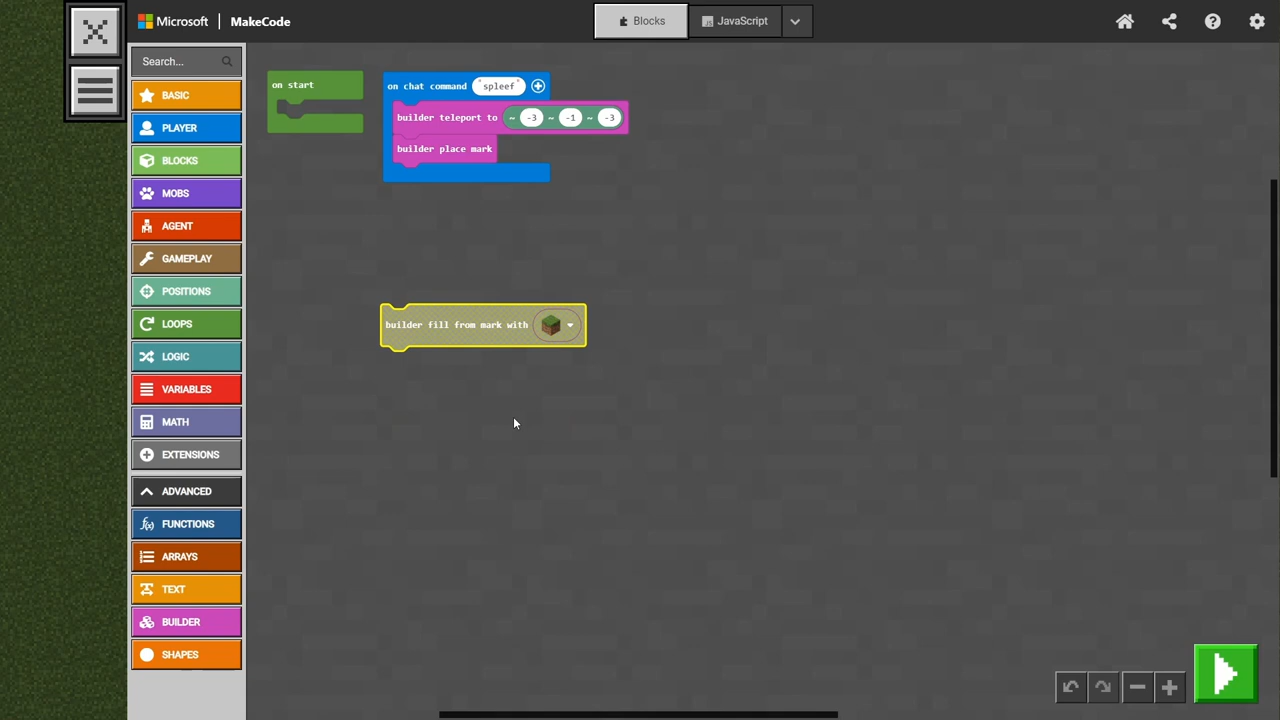 Microsoft | MakeCode
Blocks
JavaScript
Search...
BASIC
PLAYER
BLOCKS
MOBS
AGENT
GAMEPLAY
POSITIONS
LOOPS
LOGIC
VARIABLES
MATH
EXTENSIONS
ADVANCED
FUNCTIONS
ARRAYS
TEXT
BUILDER
SHAPES
on start
on chat command "spleef"
builder teleport to ~ -3 ~ -1 ~ -3
builder place mark
builder fill from mark with